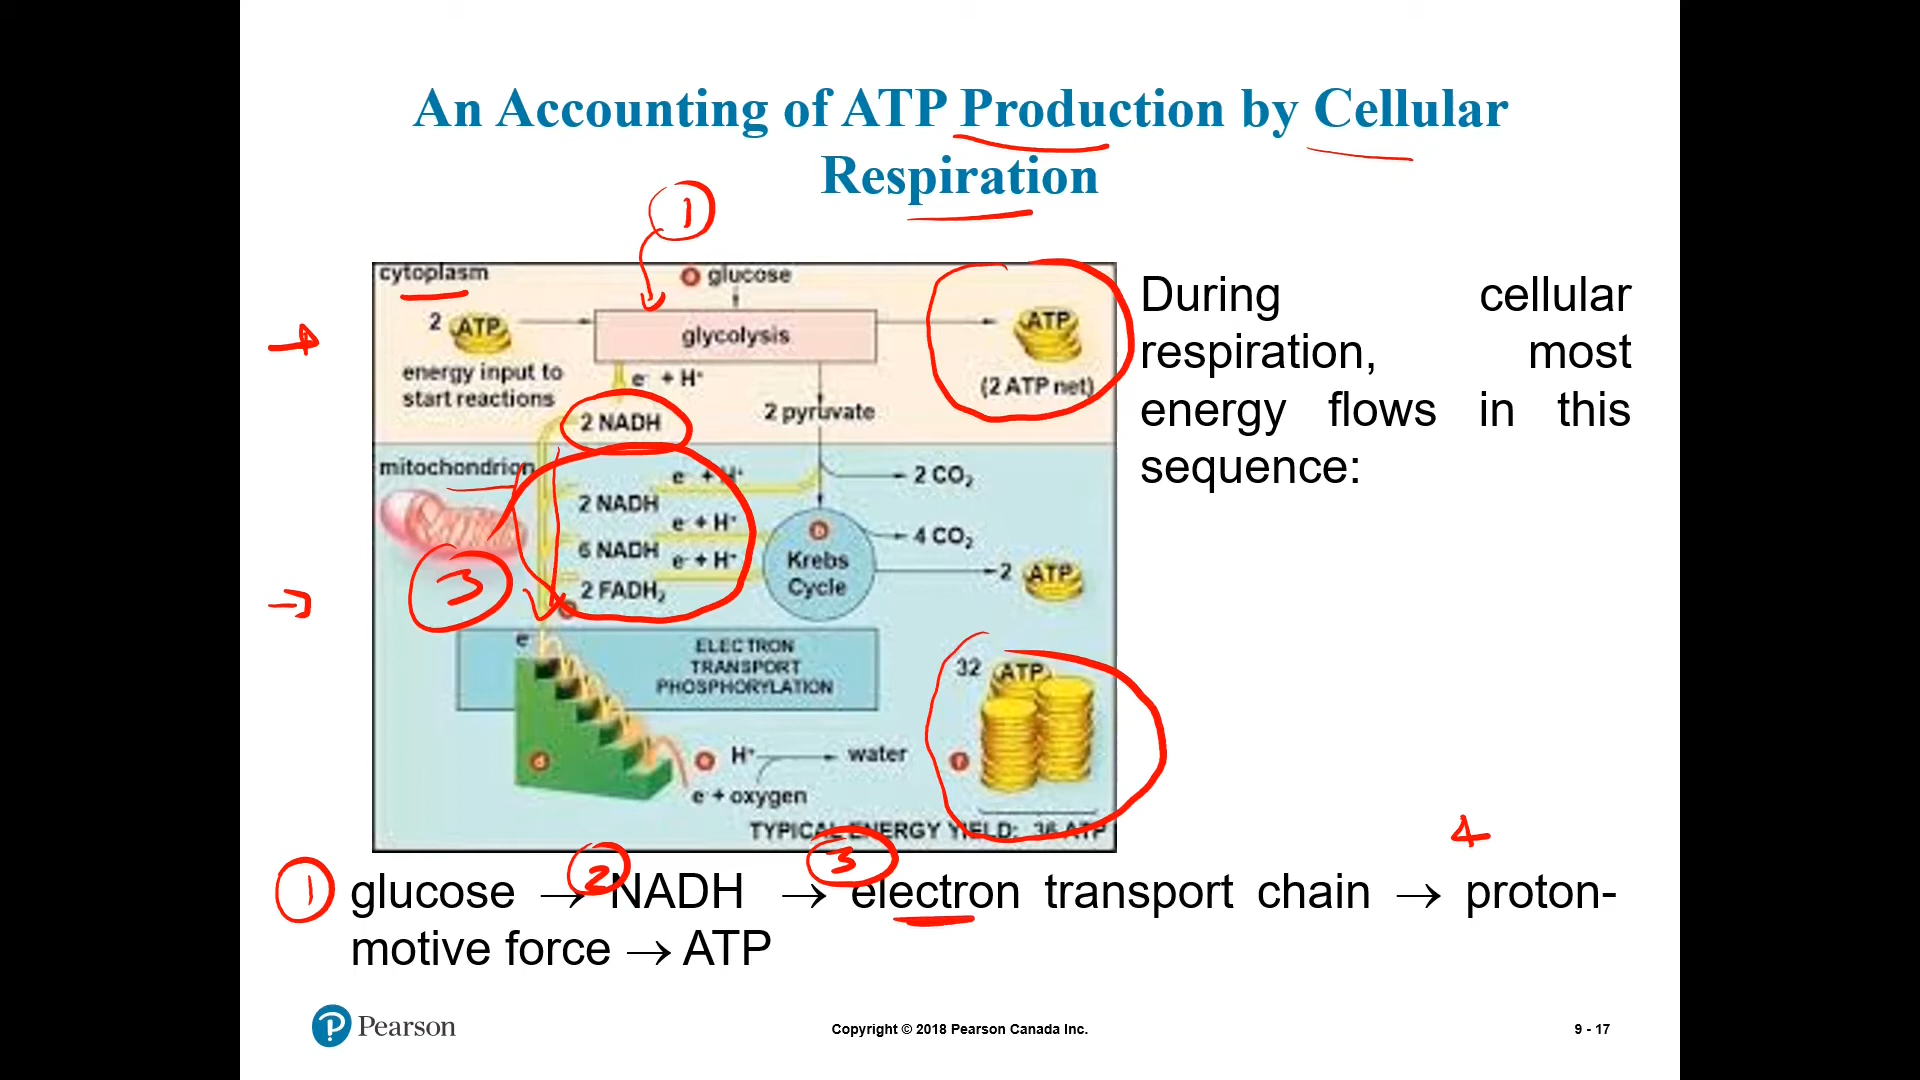 An Accounting of ATP Production by Cellular
Respiration
1
cytoplasm
glucose
2 ATP
glycolysis
ATP
energy input to
start reactions
e⁻ + H⁺
(2 ATP net)
2 NADH
2 pyruvate
mitochondrion
e⁻ + H⁺
2 CO₂
2 NADH
e⁻ + H⁺
b
4 CO₂
6 NADH
e⁻ + H⁺
Krebs
Cycle
2 ATP
3
2 FADH₂
e⁻
ELECTRON
TRANSPORT
PHOSPHORYLATION
32 ATP
d
H⁺
water
f
e⁻ + oxygen
TYPICAL ENERGY YIELD: 36 ATP
During cellular
respiration, most
energy flows in this
sequence:
1 2 3 4
glucose → NADH → electron transport chain → proton-
motive force → ATP
Pearson
Copyright © 2018 Pearson Canada Inc.
9 - 17